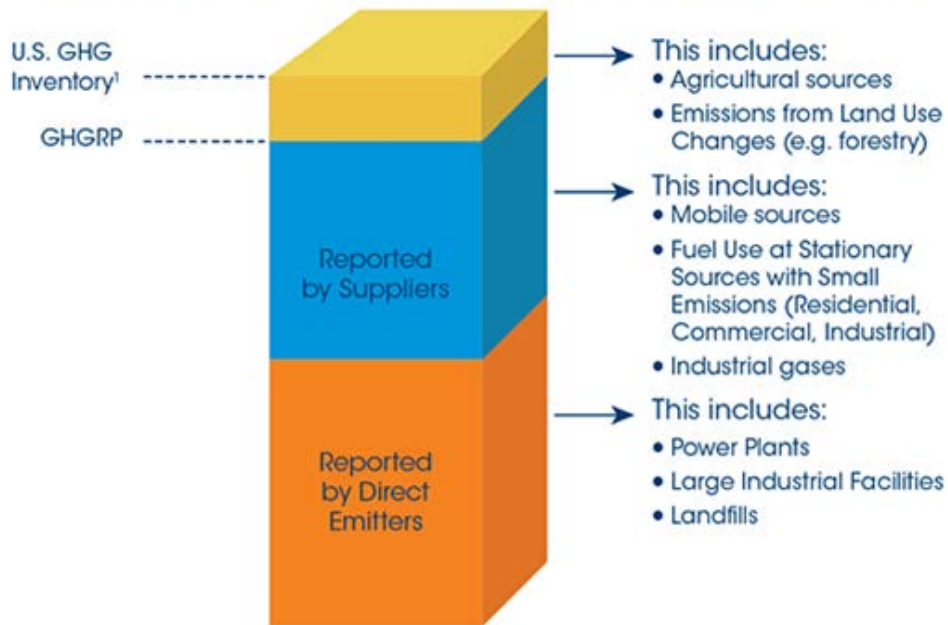 U.S. GHG
Inventory¹
GHGRP
Reported
by Suppliers
Reported
by Direct
Emitters
This includes:
• Agricultural sources
• Emissions from Land Use
Changes (e.g. forestry)
This includes:
• Mobile sources
• Fuel Use at Stationary
Sources with Small
Emissions (Residential,
Commercial, Industrial)
• Industrial gases
This includes:
• Power Plants
• Large Industrial Facilities
• Landfills